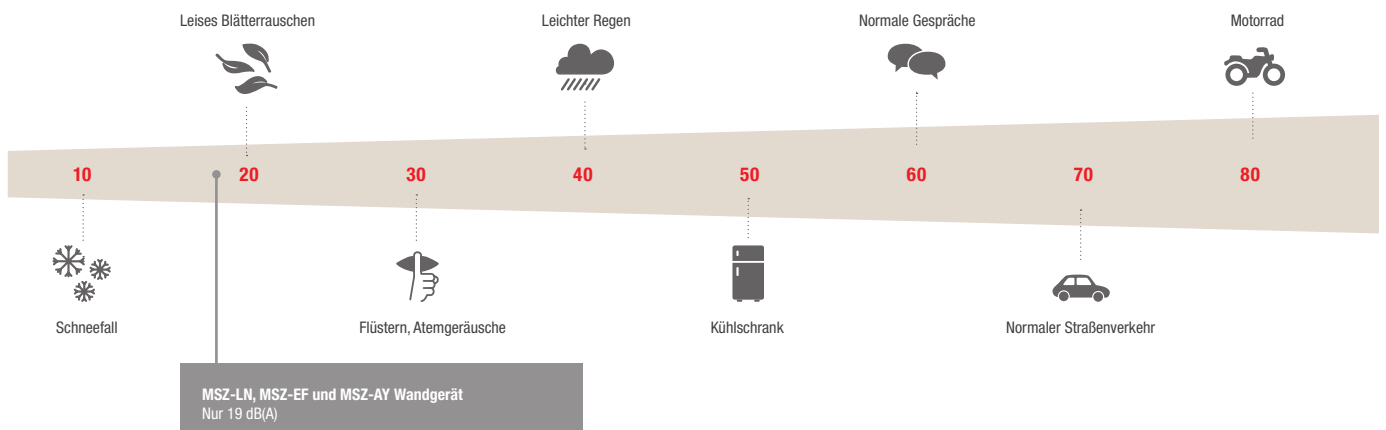 Leises Blätterrauschen
Leichter Regen
Normale Gespräche
Motorrad
10
20
30
40
50
60
70
80
Schneefall
Flüstern, Atemgeräusche
Kühlschrank
Normaler Straßenverkehr
MSZ-LN, MSZ-EF und MSZ-AY Wandgerät
Nur 19 dB(A)